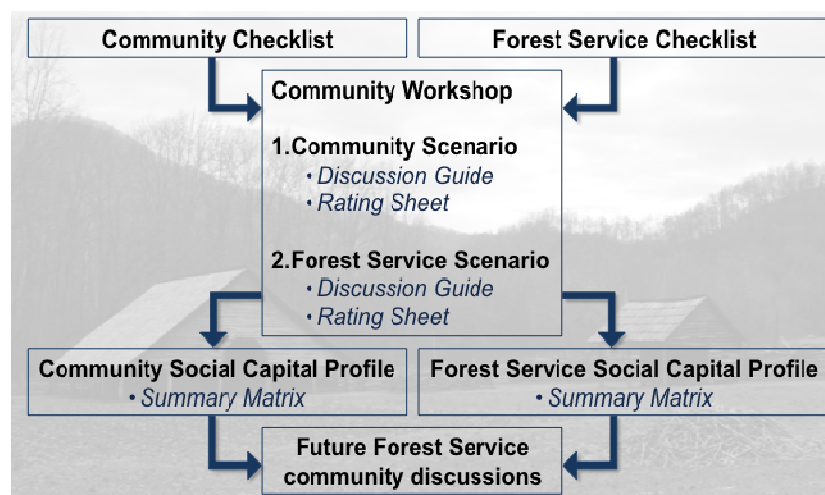 Community Checklist
Forest Service Checklist
Community Workshop
1.Community Scenario
• Discussion Guide
• Rating Sheet
2.Forest Service Scenario
• Discussion Guide
• Rating Sheet
Community Social Capital Profile
• Summary Matrix
Forest Service Social Capital Profile
• Summary Matrix
Future Forest Service
community discussions